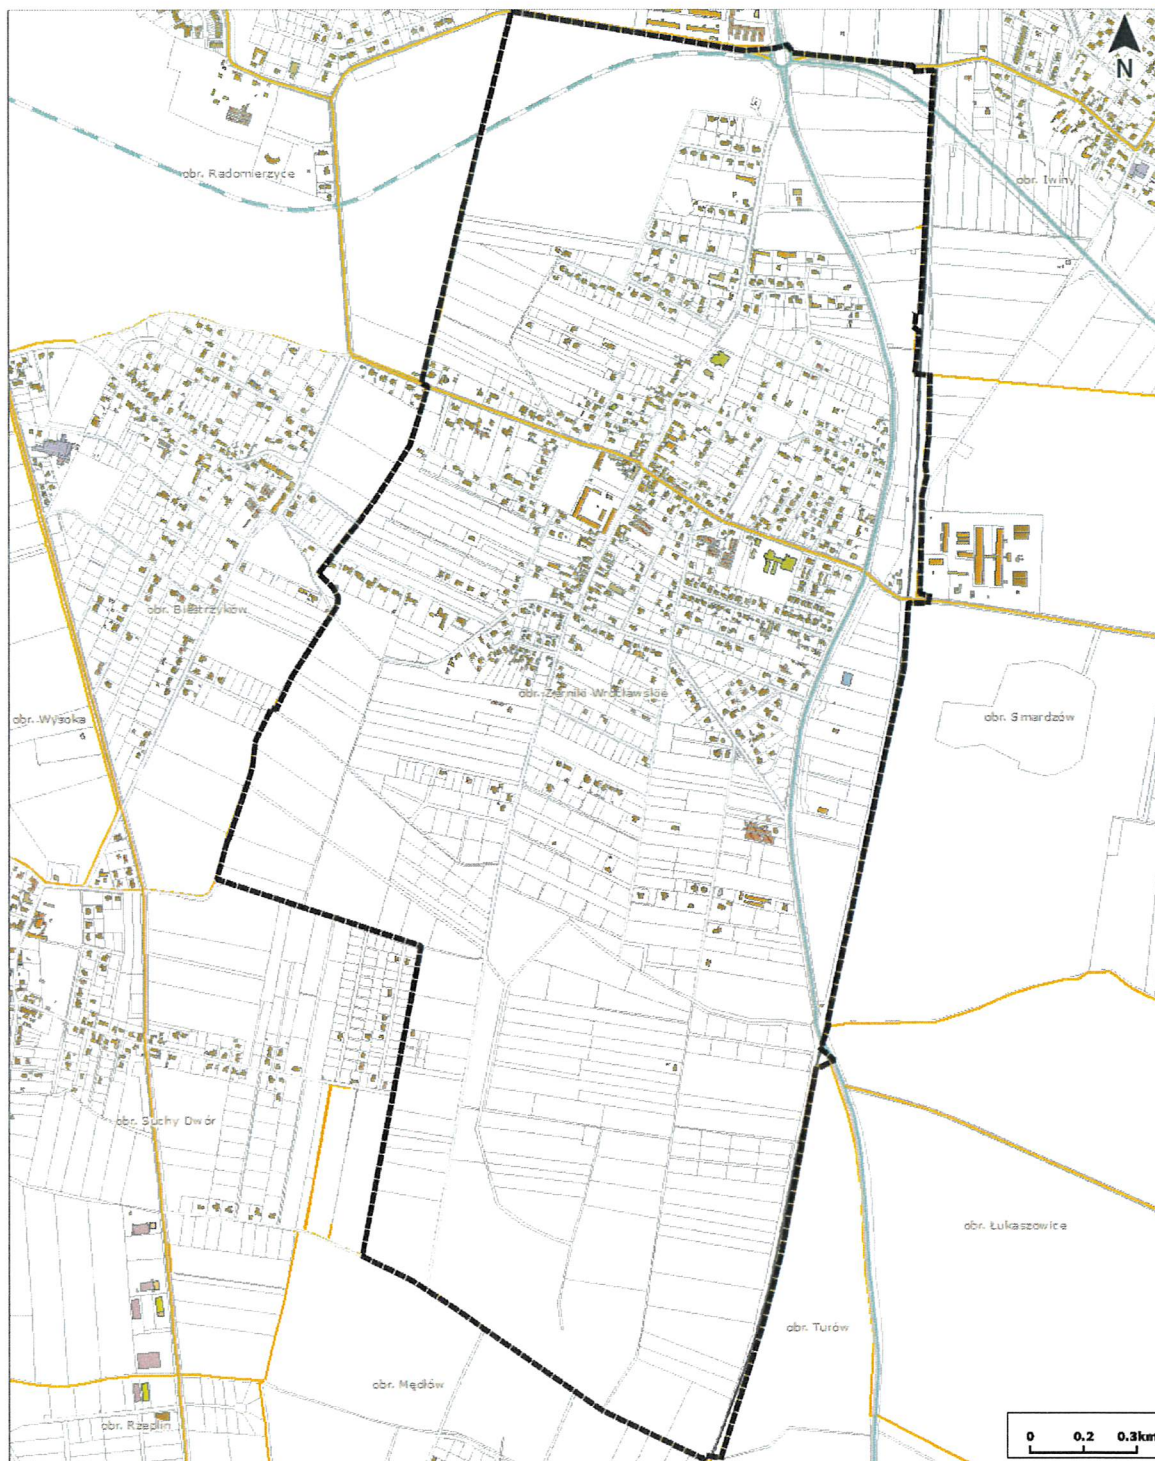 N
obr. Radomierzyce
obr. Iwiny
obr. Biestrzyków
obr. Żerniki Wrocławskie
obr. Wysoka
obr. Smardzów
obr. Suchy Dwór
obr. Łukaszowice
obr. Turów
obr. Mędłów
obr. Rzeplin
0 0.2 0.3km